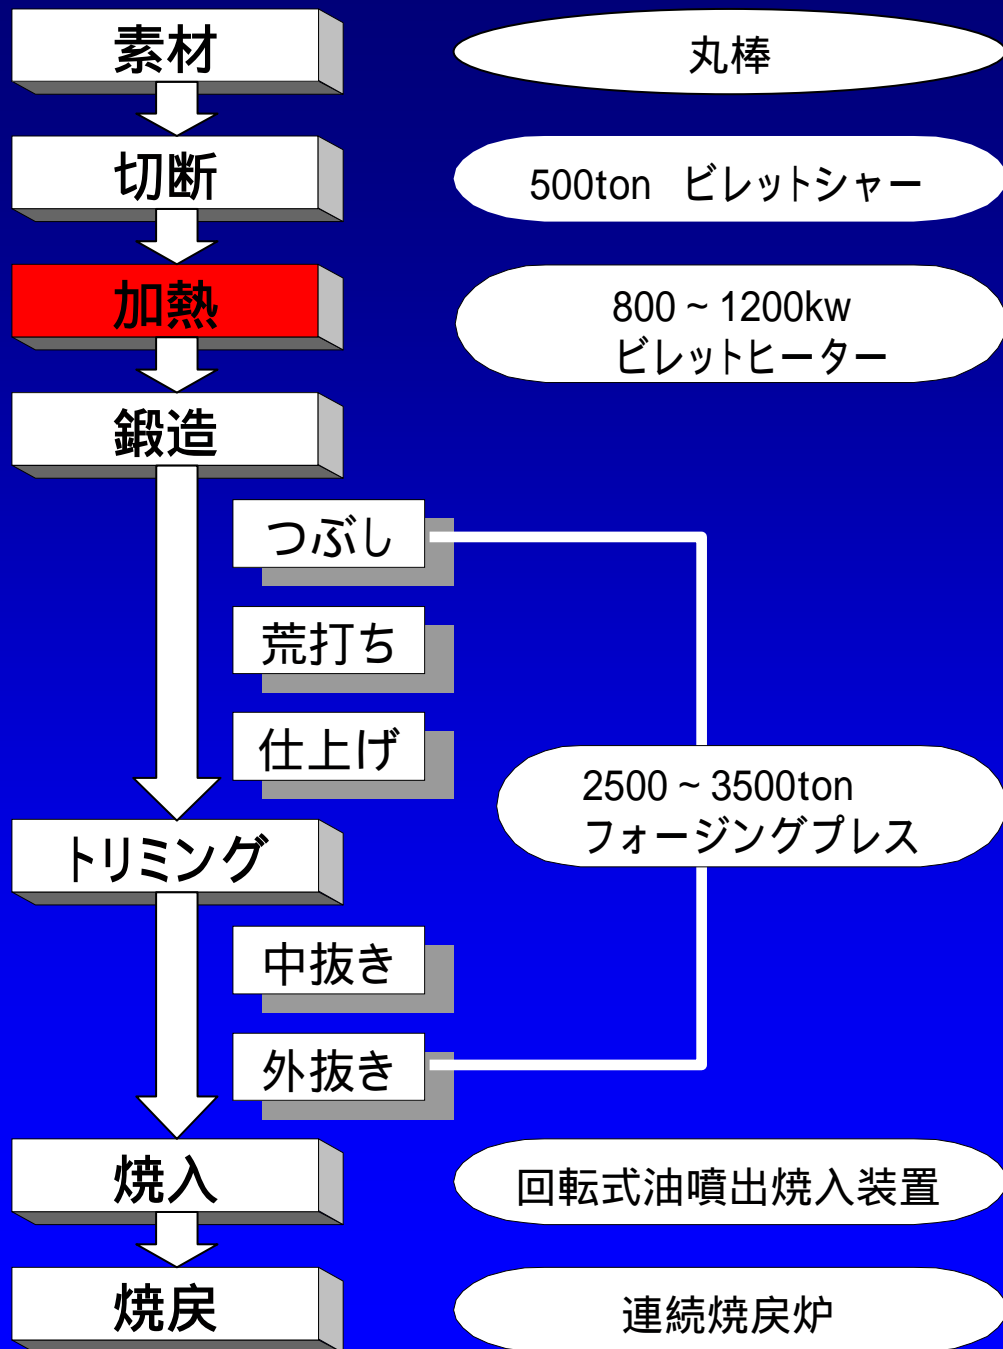 素材
丸棒
切断
500ton ビレットシャー
加熱
800～1200kw
ビレットヒーター
鍛造
つぶし
荒打ち
仕上げ
2500～3500ton
フォージングプレス
トリミング
中抜き
外抜き
焼入
回転式油噴出焼入装置
焼戻
連続焼戻炉